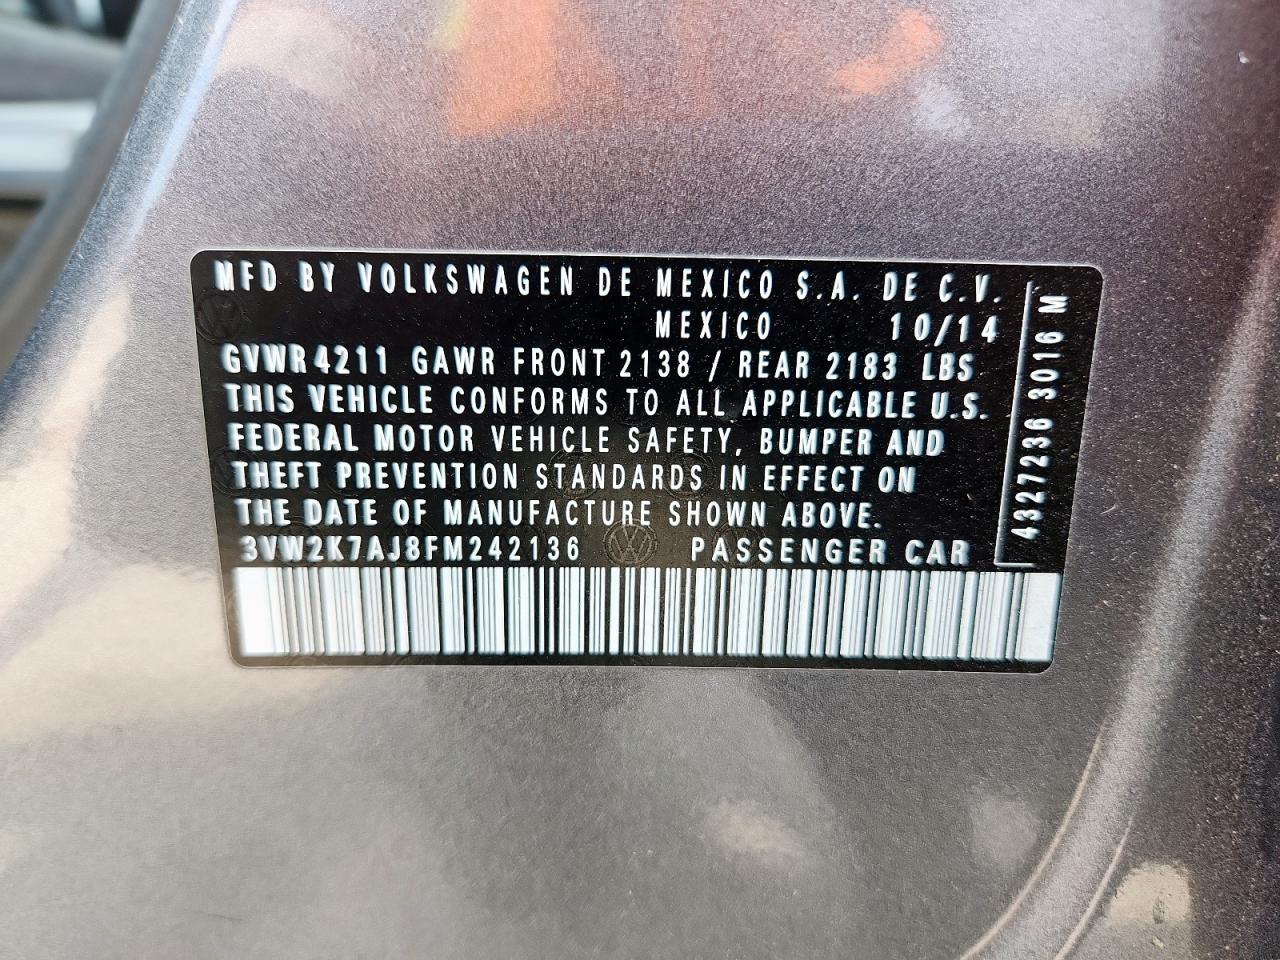 MFD BY VOLKSWAGEN DE MEXICO S.A. DE C.V.
MEXICO 10/14
GVWR 4211 GAWR FRONT 2138 / REAR 2183 LBS
THIS VEHICLE CONFORMS TO ALL APPLICABLE U.S.
FEDERAL MOTOR VEHICLE SAFETY, BUMPER AND
THEFT PREVENTION STANDARDS IN EFFECT ON
THE DATE OF MANUFACTURE SHOWN ABOVE.
3VW2K7AJ8FM242136 PASSENGER CAR
4327236 3016 M